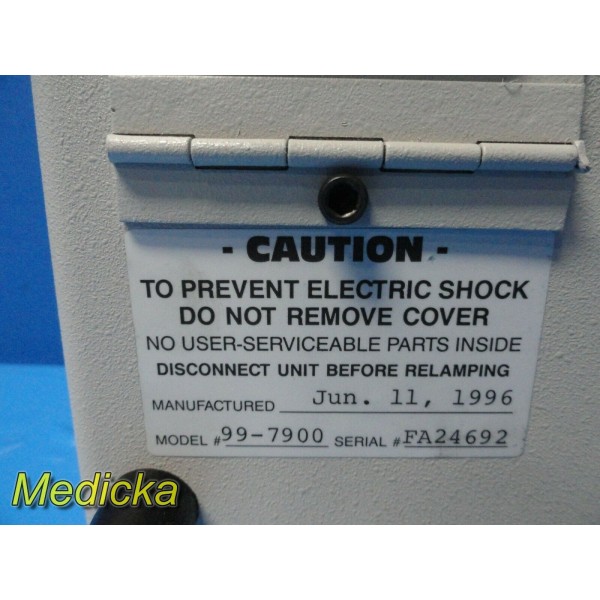 - CAUTION -
TO PREVENT ELECTRIC SHOCK
DO NOT REMOVE COVER
NO USER-SERVICEABLE PARTS INSIDE
DISCONNECT UNIT BEFORE RELAMPING
MANUFACTURED Jun. 11, 1996
MODEL #99-7900 SERIAL #FA24692
Medicka